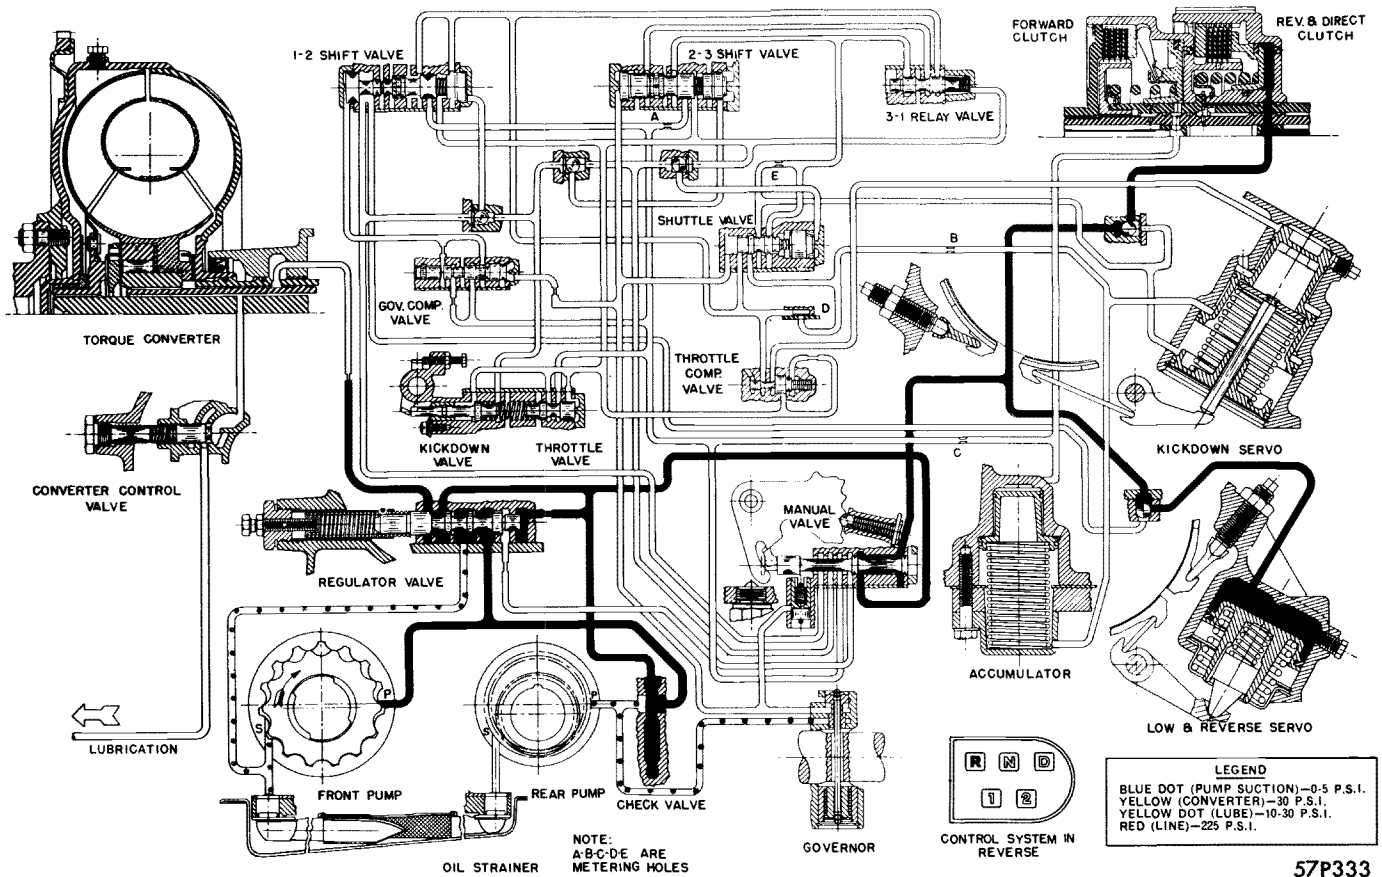 1-2 SHIFT VALVE
2-3 SHIFT VALVE
FORWARD
CLUTCH
REV. & DIRECT
CLUTCH
A
3-1 RELAY VALVE
E
SHUTTLE VALVE
B
GOV. COMP.
VALVE
D
TORQUE CONVERTER
THROTTLE
COMP.
VALVE
KICKDOWN
VALVE
THROTTLE
VALVE
C
KICKDOWN SERVO
CONVERTER CONTROL
VALVE
MANUAL
VALVE
REGULATOR VALVE
ACCUMULATOR
P
S
P
S
LOW & REVERSE SERVO
LUBRICATION
R N D
1 2
LEGEND
BLUE DOT (PUMP SUCTION)—0-5 P.S.I.
YELLOW (CONVERTER)—30 P.S.I.
YELLOW DOT (LUBE)—10-30 P.S.I.
RED (LINE)—225 P.S.I.
FRONT PUMP
REAR PUMP
CHECK VALVE
GOVERNOR
CONTROL SYSTEM IN
REVERSE
OIL STRAINER
NOTE:
A-B-C-D-E ARE
METERING HOLES
57P333